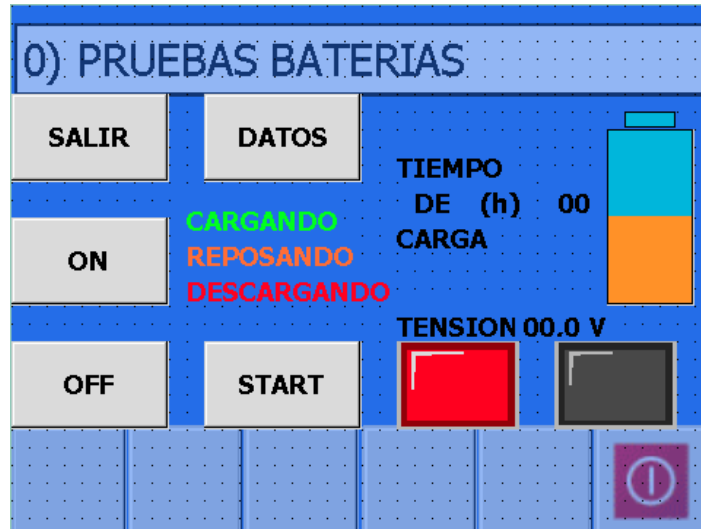 0) PRUEBAS BATERIAS
SALIR
DATOS
TIEMPO
DE (h) 00
CARGA
CARGANDO
ON
REPOSANDO
DESCARGANDO
TENSION 00.0 V
OFF
START